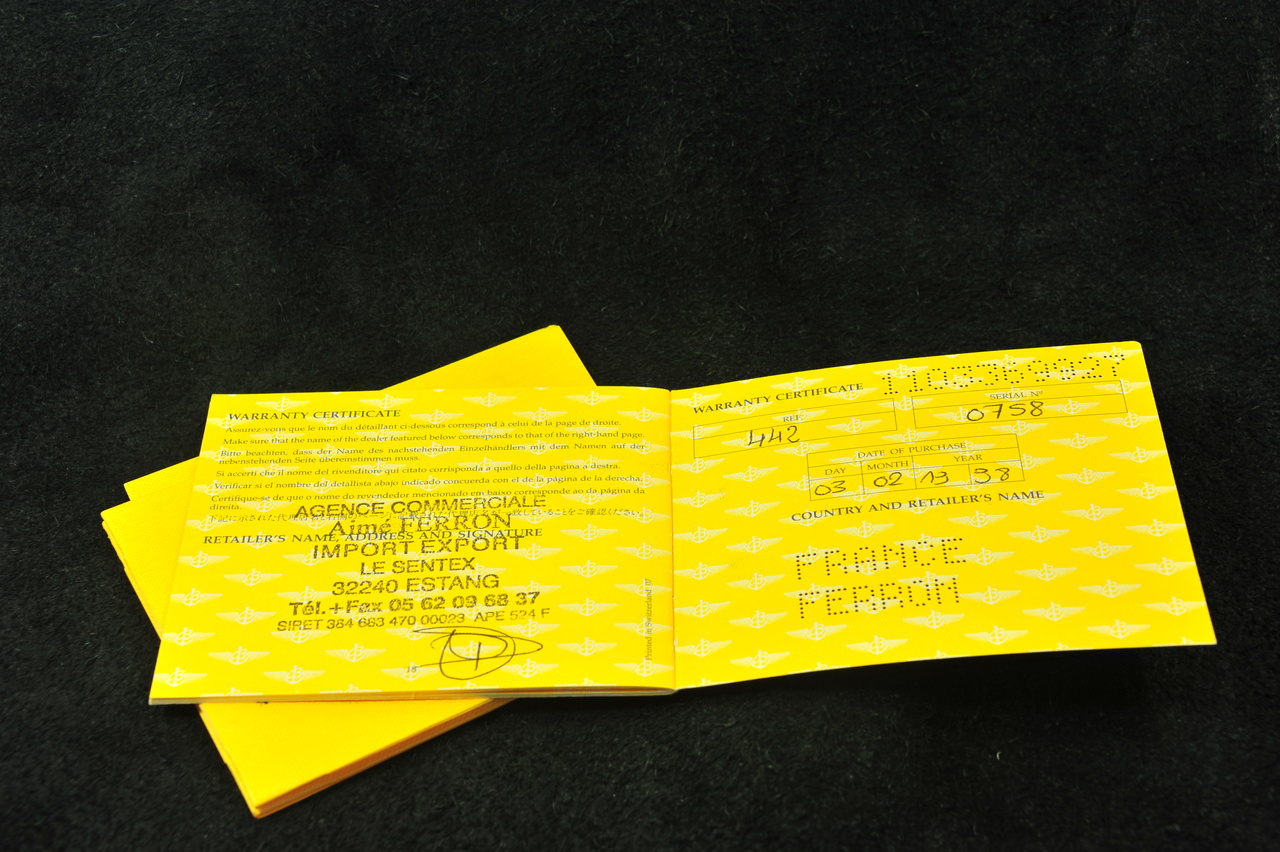 WARRANTY CERTIFICATE
Assurez-vous que le nom du détaillant ci-dessous correspond à celui de la page de droite.
Make sure that the name of the dealer featured below corresponds to that of the right-hand page.
Bitte beachten, dass der Name des nachstehenden Einzelhändlers mit dem Namen auf der
nebenstehenden Seite übereinstimmen muss.
Si accerti che il nome del rivenditore qui citato corrisponda a quello della pagina a destra.
Verificar si el nombre del detallista abajo indicado concuerda con el de la página de la derecha.
Certifique-se de que o nome do revendedor mencionado em baixo corresponde ao da página da
direita.
AGENCE COMMERCIALE
Aimé FERRON
RETAILER'S NAME, ADDRESS AND SIGNATURE
IMPORT EXPORT
LE SENTEX
32240 ESTANG
Tél.+Fax 05 62 09 68 37
SIRET 384 663 470 00023 APE 524 F
18
Printed in Switzerland
WARRANTY CERTIFICATE
REF.
442
SERIAL N°
0758
DATE OF PURCHASE
DAY MONTH YEAR
03 02 19 98
COUNTRY AND RETAILER'S NAME
FRANCE
FERRON